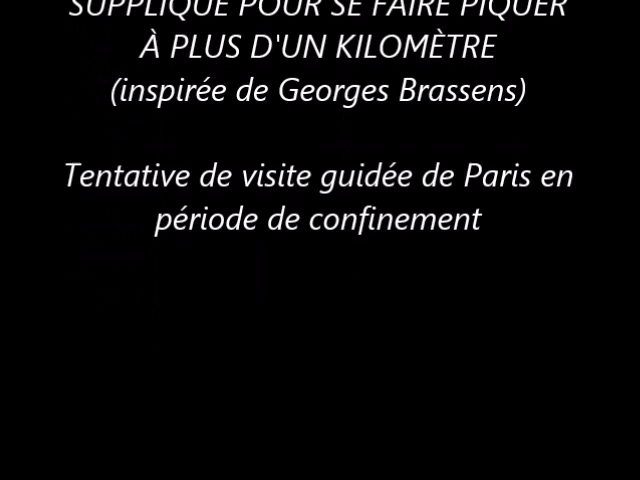 SUPPLIQUE POUR SE FAIRE PIQUER
À PLUS D'UN KILOMÈTRE
(inspirée de Georges Brassens)
Tentative de visite guidée de Paris en
période de confinement